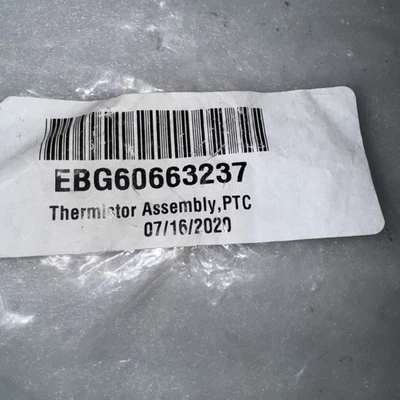 EBG60663237
Thermistor Assembly,PTC
07/16/2020